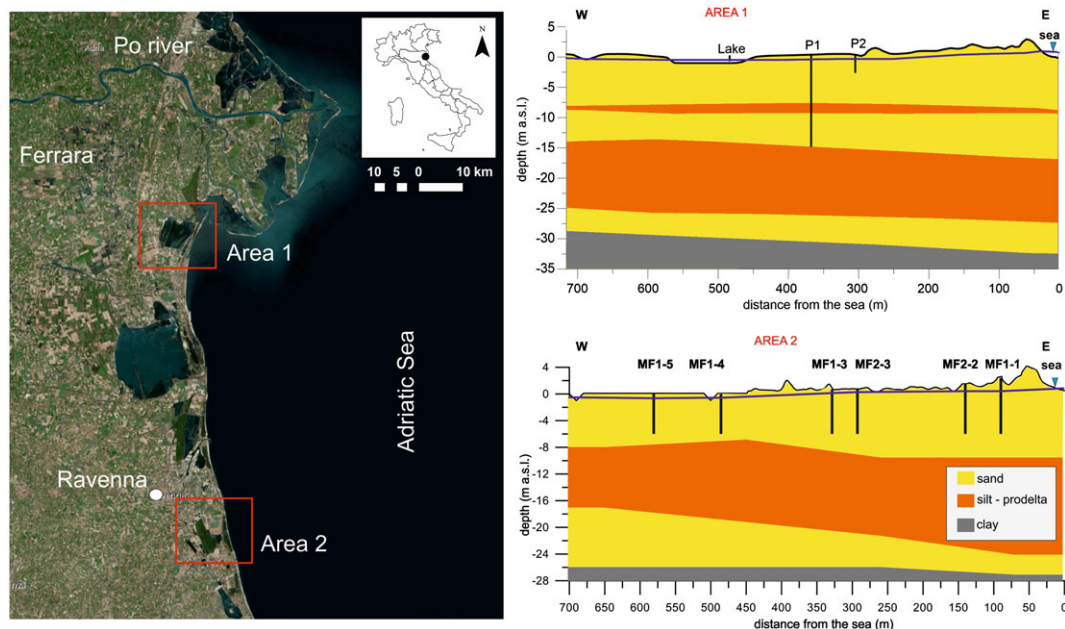 Po river
Ferrara
Area 1
Adriatic Sea
Ravenna
Area 2
N
10 5 0 10 km
AREA 1
W
E
sea
Lake
P1
P2
depth (m a.s.l.)
5
0
-5
-10
-15
-20
-25
-30
-35
700 600 500 400 300 200 100 0
distance from the sea (m)
AREA 2
W
E
sea
MF1-5 MF1-4 MF1-3 MF2-3 MF2-2 MF1-1
depth (m a.s.l.)
4
0
-4
-8
-12
-16
-20
-24
-28
sand
silt - prodelta
clay
700 650 600 550 500 450 400 350 300 250 200 150 100 50 0
distance from the sea (m)